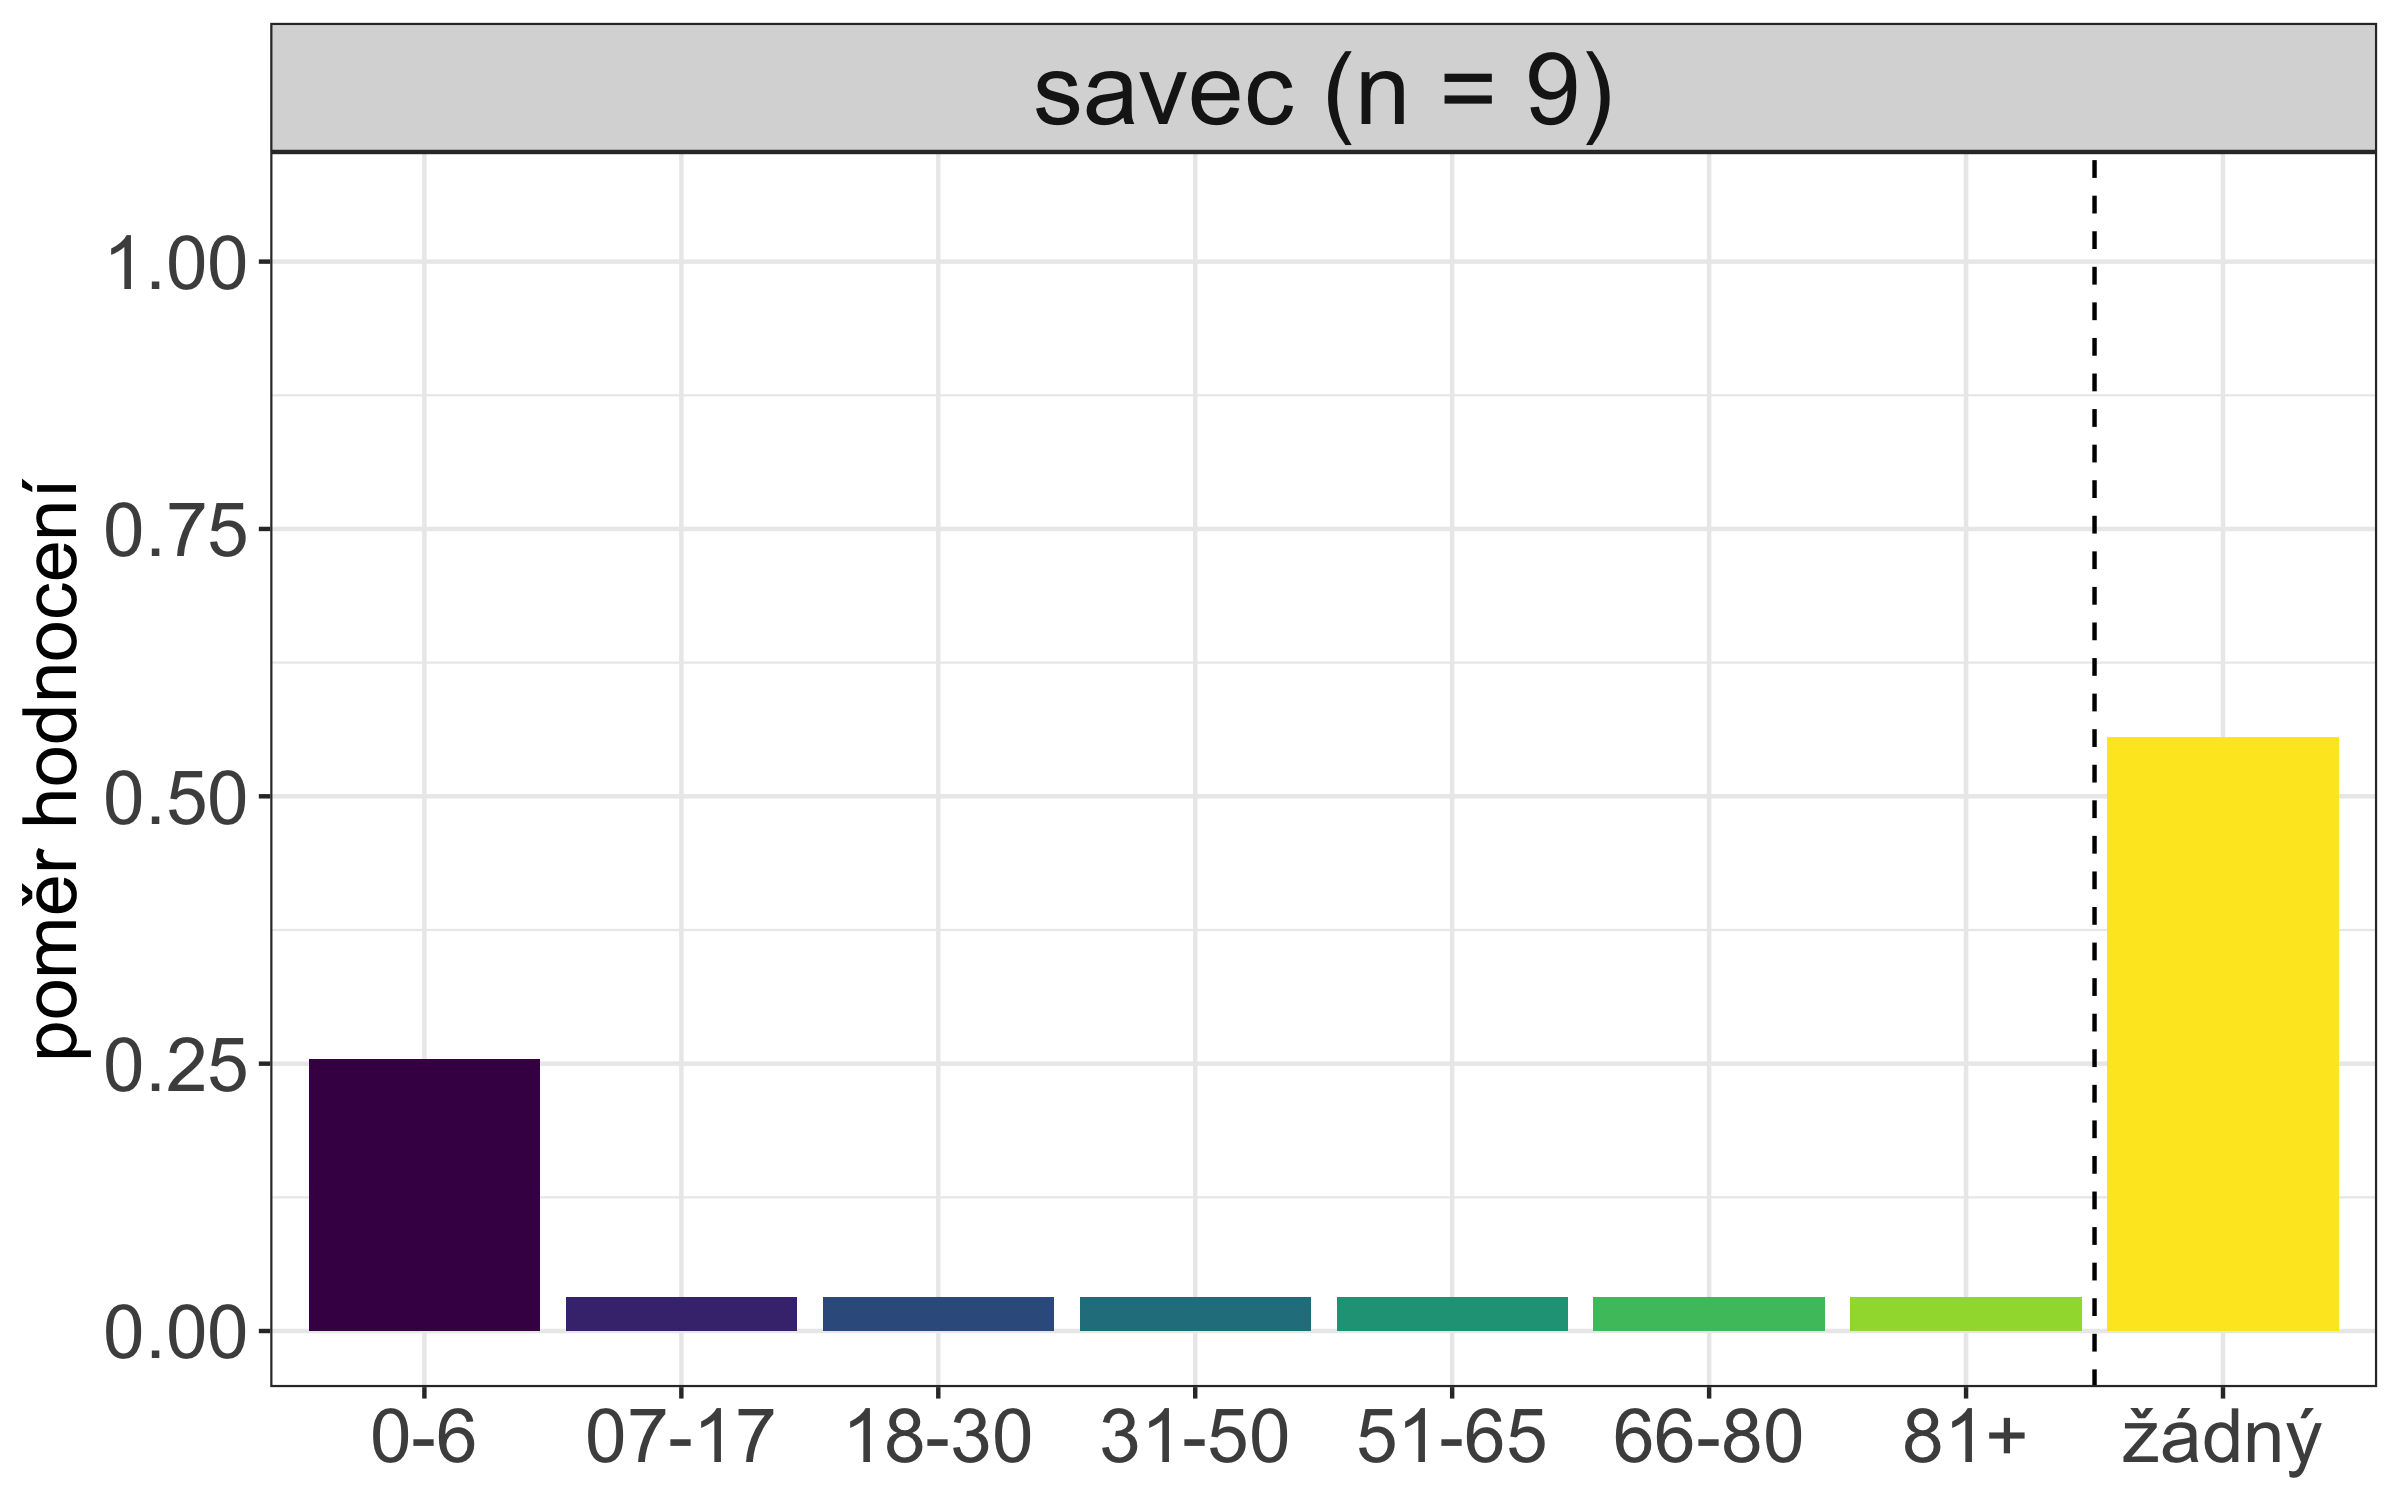 savec (n = 9)
poměr hodnocení
1.00
0.75
0.50
0.25
0.00
0-6 07-17 18-30 31-50 51-65 66-80 81+ žádný